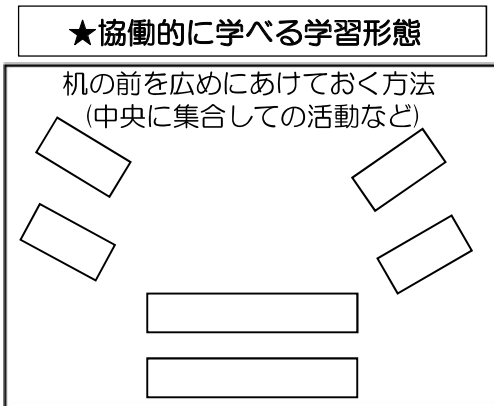 ★協働的に学べる学習形態
机の前を広めにあけておく方法
(中央に集合しての活動など)